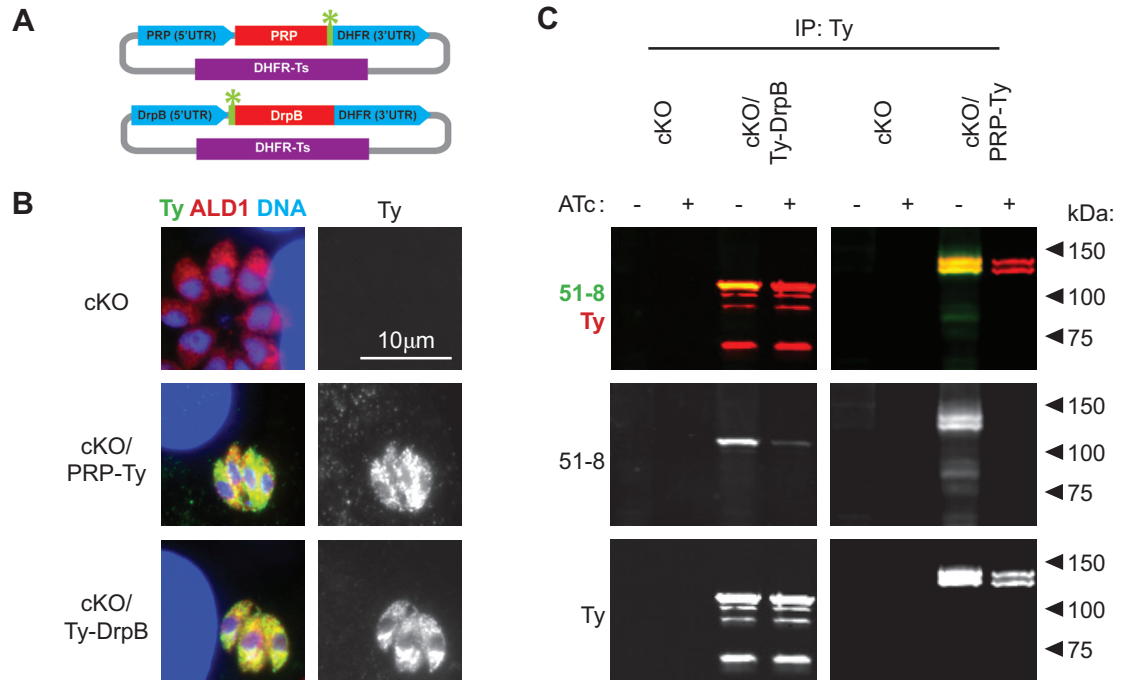 A
PRP (5'UTR) PRP * DHFR (3'UTR)
DHFR-Ts
DrpB (5'UTR) * DrpB DHFR (3'UTR)
DHFR-Ts
B
Ty ALD1 DNA Ty
cKO
10μm
cKO/
PRP-Ty
cKO/
Ty-DrpB
C
IP: Ty
cKO
cKO/
Ty-DrpB
cKO
cKO/
PRP-Ty
ATc: - + - + - + - + kDa:
51-8
Ty
150
100
75
51-8
150
100
75
Ty
150
100
75